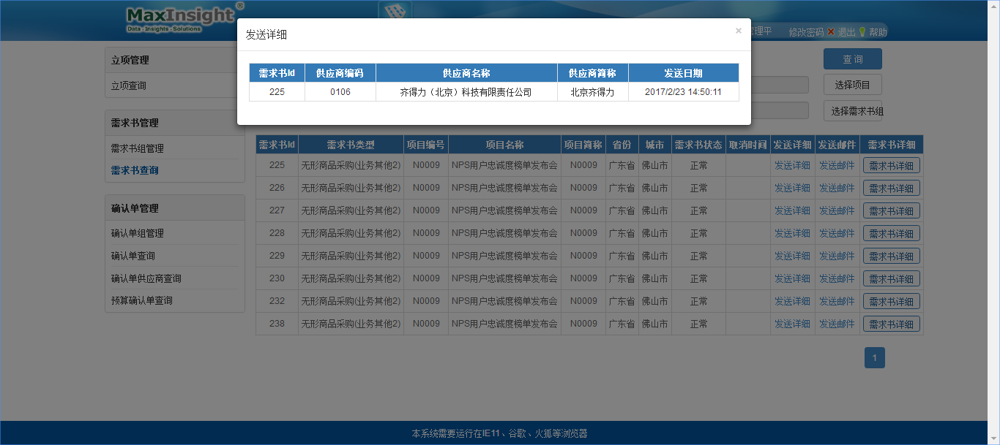 MaxInsight®
Data - Insights - Solutions
管理平
修改密码 退出 帮助
发送详细
×
需求书Id 供应商编码 供应商名称 供应商简称 发送日期
225 0106 齐得力（北京）科技有限责任公司 北京齐得力 2017/2/23 14:50:11
立项管理
立项查询
需求书管理
需求书组管理
需求书查询
确认单管理
确认单组管理
确认单查询
确认单供应商查询
预算确认单查询
查 询
选择项目
选择需求书组
需求书Id 需求书类型 项目编号 项目名称 项目简称 省份 城市 需求书状态 取消时间 发送详细 发送邮件 需求书详细
225 无形商品采购(业务其他2) N0009 NPS用户忠诚度榜单发布会 N0009 广东省 佛山市 正常 发送详细 发送邮件 需求书详细
226 无形商品采购(业务其他2) N0009 NPS用户忠诚度榜单发布会 N0009 广东省 佛山市 正常 发送详细 发送邮件 需求书详细
227 无形商品采购(业务其他2) N0009 NPS用户忠诚度榜单发布会 N0009 广东省 佛山市 正常 发送详细 发送邮件 需求书详细
228 无形商品采购(业务其他2) N0009 NPS用户忠诚度榜单发布会 N0009 广东省 佛山市 正常 发送详细 发送邮件 需求书详细
229 无形商品采购(业务其他2) N0009 NPS用户忠诚度榜单发布会 N0009 广东省 佛山市 正常 发送详细 发送邮件 需求书详细
230 无形商品采购(业务其他2) N0009 NPS用户忠诚度榜单发布会 N0009 广东省 佛山市 正常 发送详细 发送邮件 需求书详细
232 无形商品采购(业务其他2) N0009 NPS用户忠诚度榜单发布会 N0009 广东省 佛山市 正常 发送详细 发送邮件 需求书详细
238 无形商品采购(业务其他2) N0009 NPS用户忠诚度榜单发布会 N0009 广东省 佛山市 正常 发送详细 发送邮件 需求书详细
1
本系统需要运行在IE11、谷歌、火狐等浏览器